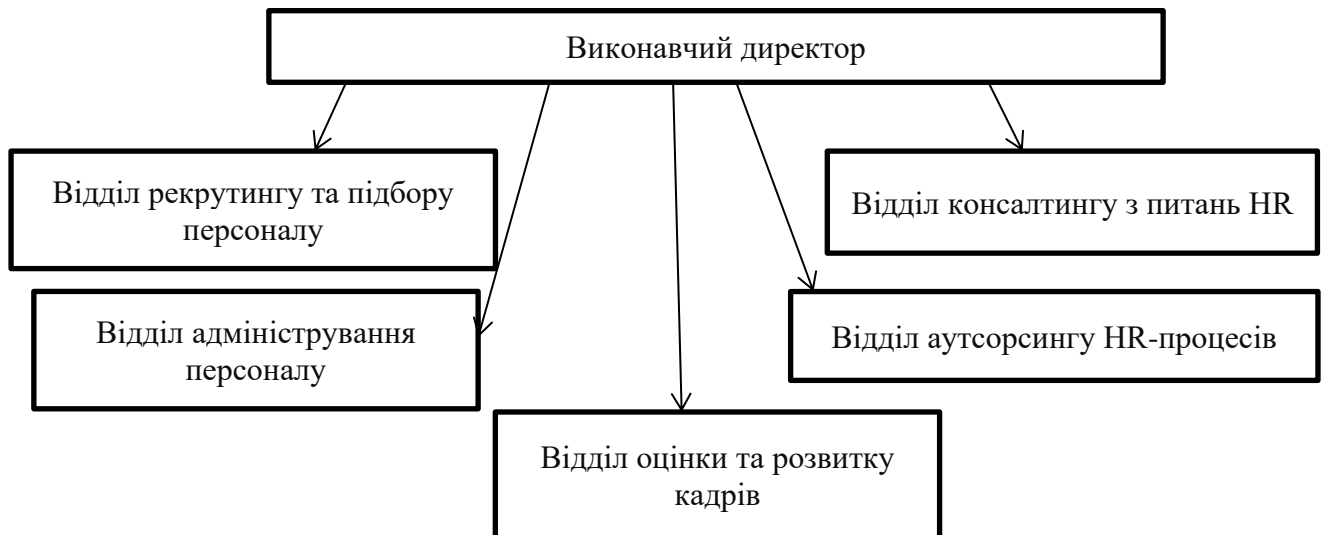 Виконавчий директор
Відділ рекрутингу та підбору
персоналу
Відділ консалтингу з питань HR
Відділ адміністрування
персоналу
Відділ аутсорсингу HR-процесів
Відділ оцінки та розвитку
кадрів